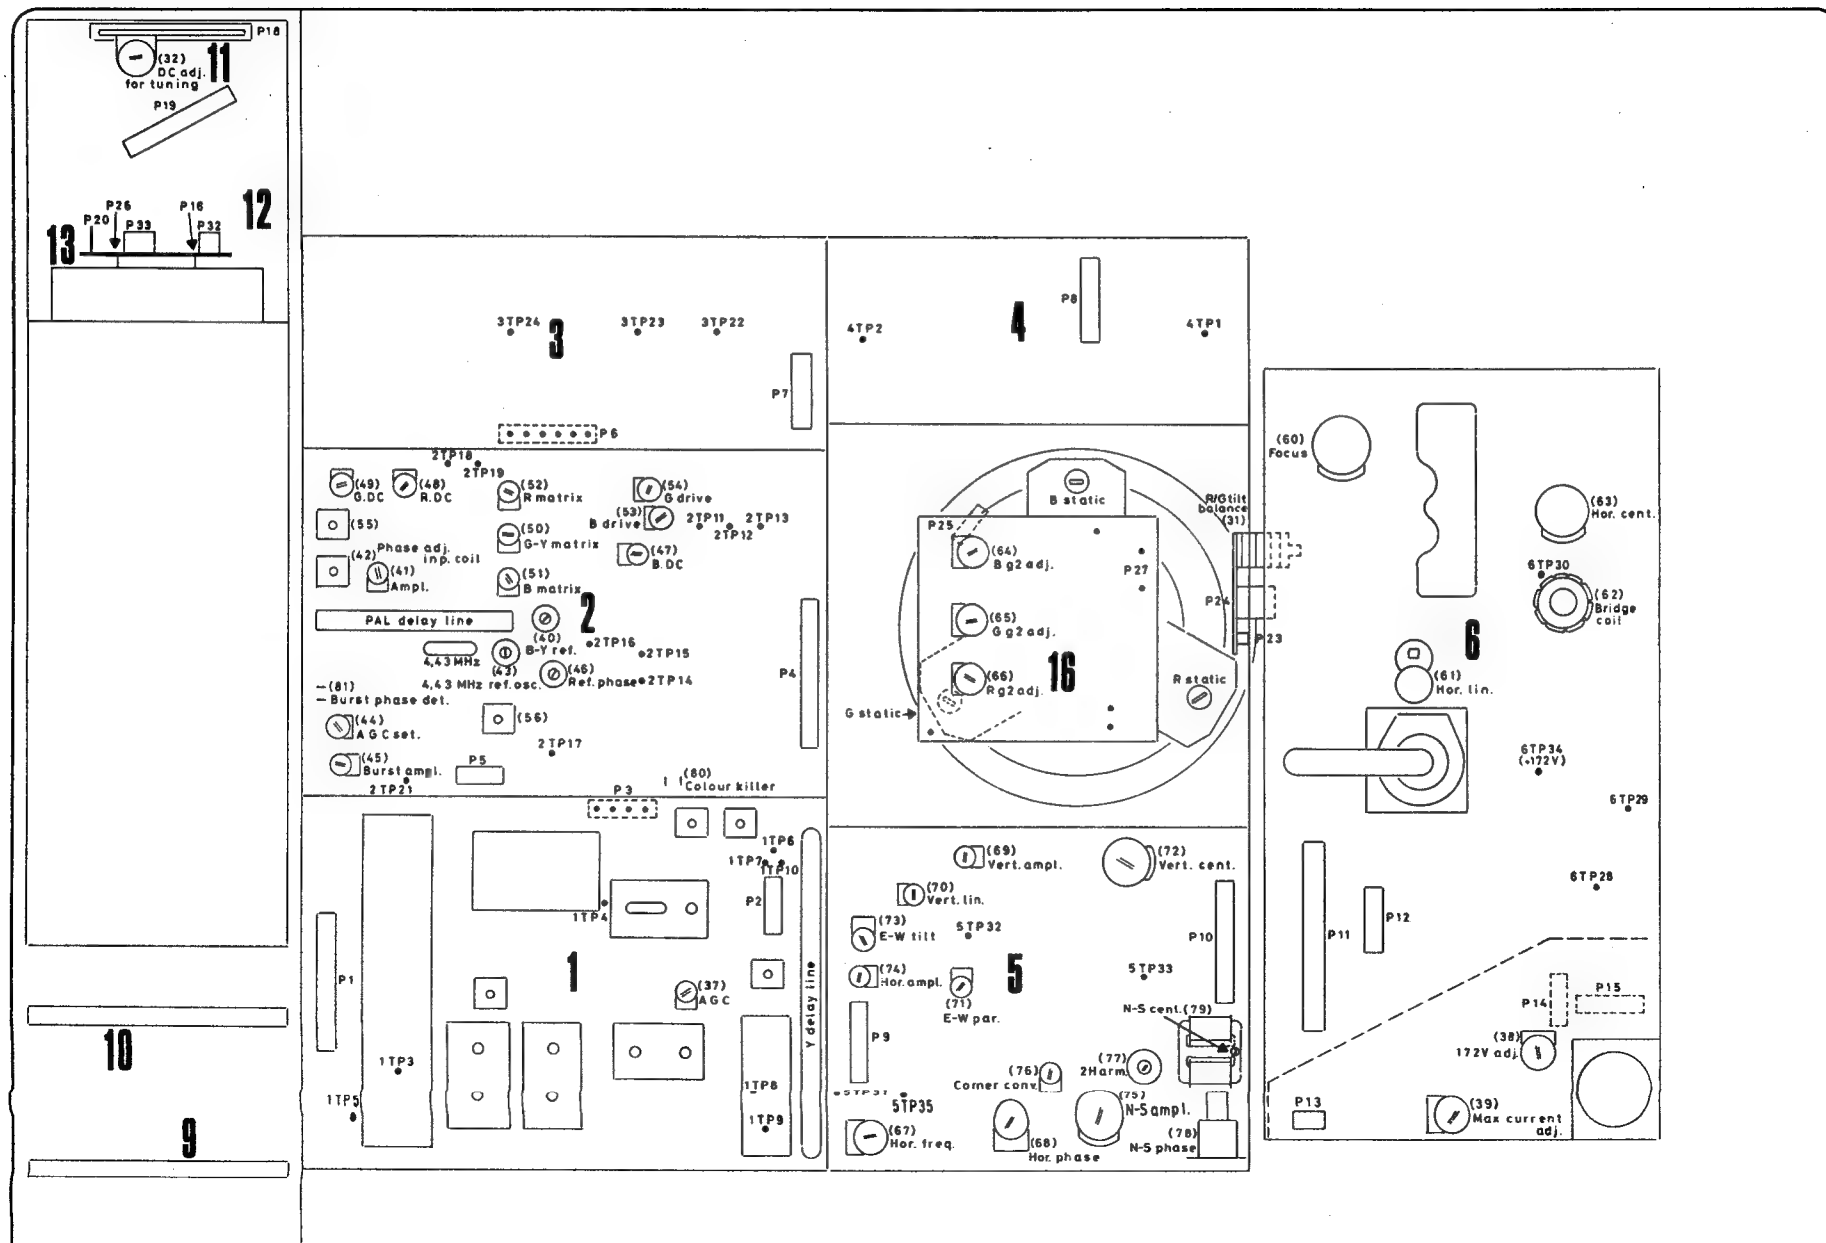 P18
(32)
DC adj.
for tuning
11
P19
12
P26
P16
P20
P33
P32
13
3TP24
3TP23
3TP22
3
P7
P6
4TP2
P8
4TP1
4
2TP18
2TP19
(49)
G.DC
(48)
R.DC
(52)
R matrix
(54)
G drive
(53)
B drive
2TP11
2TP13
2TP12
(55)
(50)
G-Y matrix
(47)
B.DC
(42)
Phase adj.
inp. coil
(41)
Ampl.
(51)
B matrix
PAL delay line
2
(40)
B-Y ref.
2TP16
2TP15
4,43 MHz
(43)
4,43 MHz ref.osc.
(46)
Ref.phase
2TP14
P4
(81)
Burst phase det.
(44)
AGC set.
(56)
2TP17
(45)
Burst ampl.
P5
2TP21
(80)
Colour killer
P3
1TP6
1TP7
1TP10
P2
1TP4
P1
1
(37)
AGC
Y delay line
1TP3
1TP5
1TP8
1TP9
10
9
B static
R/G tilt
balance
(31)
P25
(64)
B g2 adj.
P27
P24
(65)
G g2 adj.
P23
16
(66)
R g2 adj.
R static
G static
(69)
Vert. ampl.
(72)
Vert. cent.
(70)
Vert. lin.
(73)
E-W tilt
5TP32
P10
(74)
Hor. ampl.
5
5TP33
(71)
E-W par.
N-S cent. (79)
P9
(76)
Corner conv.
(77)
2Harm.
5TP37
5TP35
(75)
N-S ampl.
(67)
Hor. freq.
(68)
Hor. phase
(78)
N-S phase
(60)
Focus
(63)
Hor. cent.
6TP30
(62)
Bridge
coil
6
(61)
Hor. lin.
6TP34
(+172V)
6TP29
6TP28
P11
P12
P14
P15
(38)
172V adj.
P13
(39)
Max current
adj.